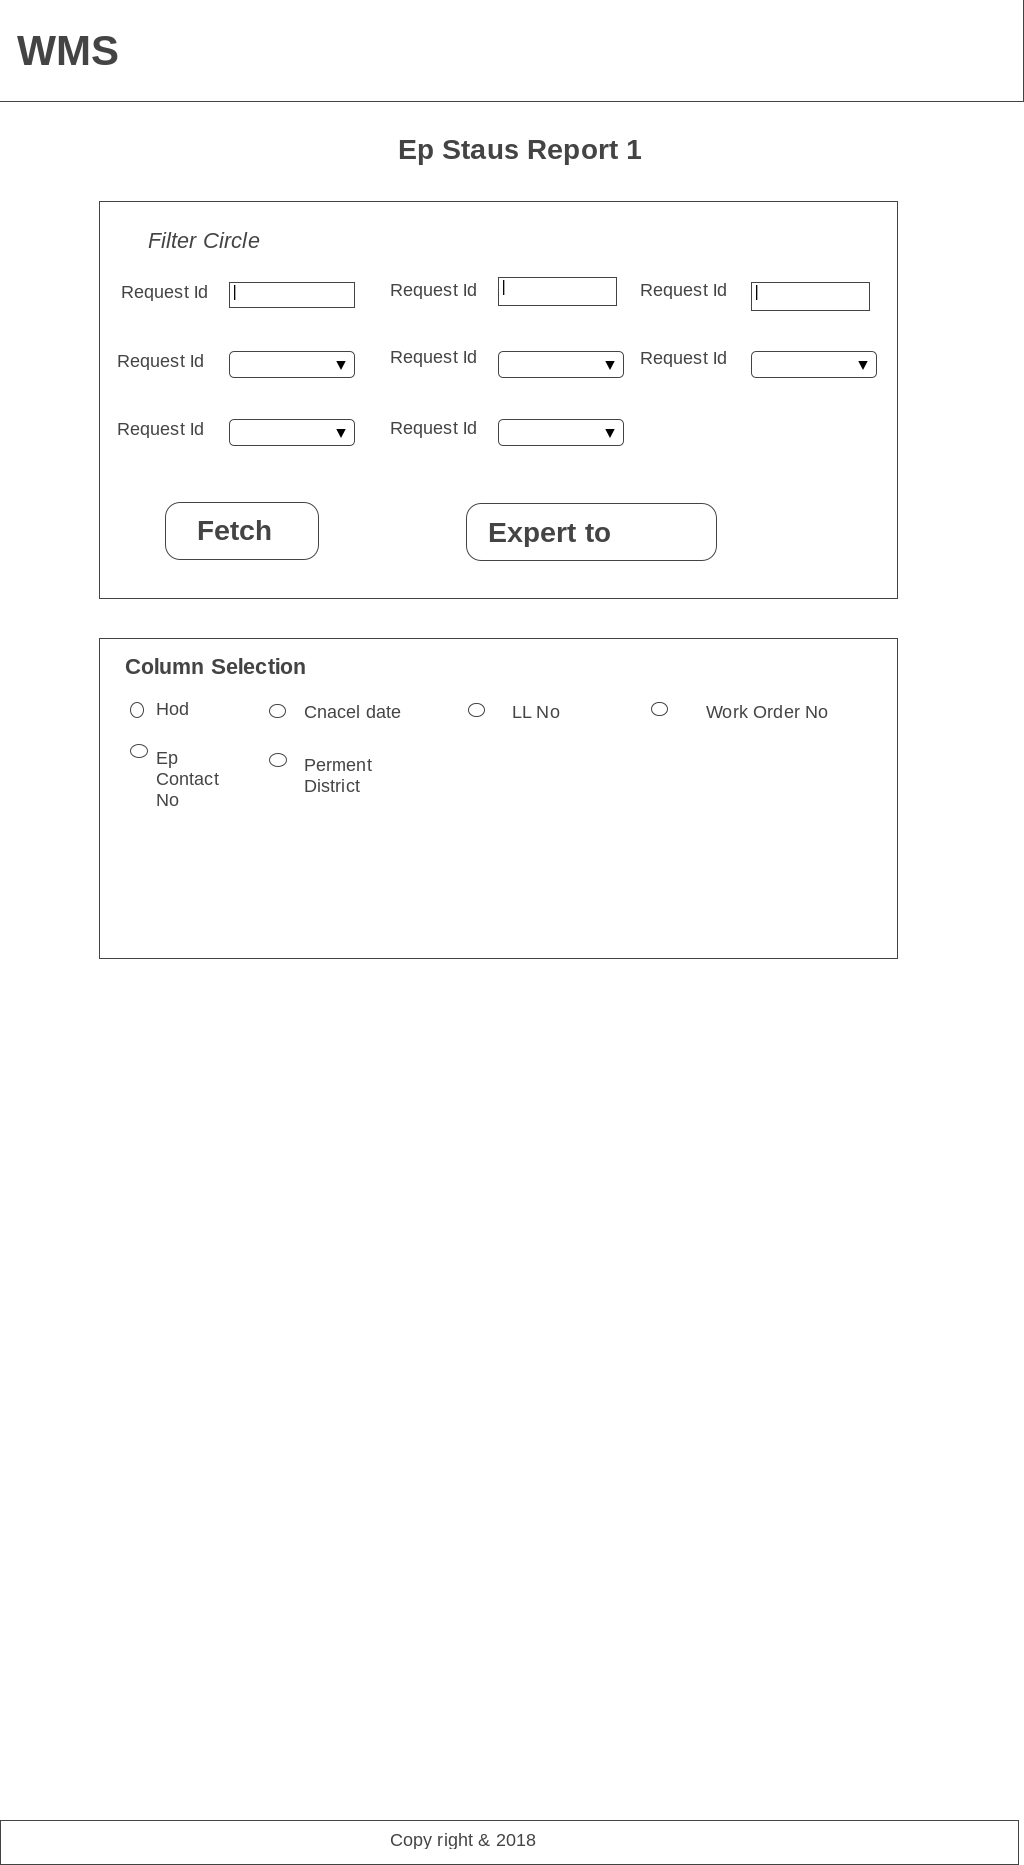 WMS
Ep Staus Report 1
Filter Circle
Request Id
Request Id
Request Id
Request Id
Request Id
Request Id
Request Id
Request Id
Fetch
Expert to
Column Selection
Hod
Cnacel date
LL No
Work Order No
Ep
Contact
No
Perment
District
Copy right & 2018